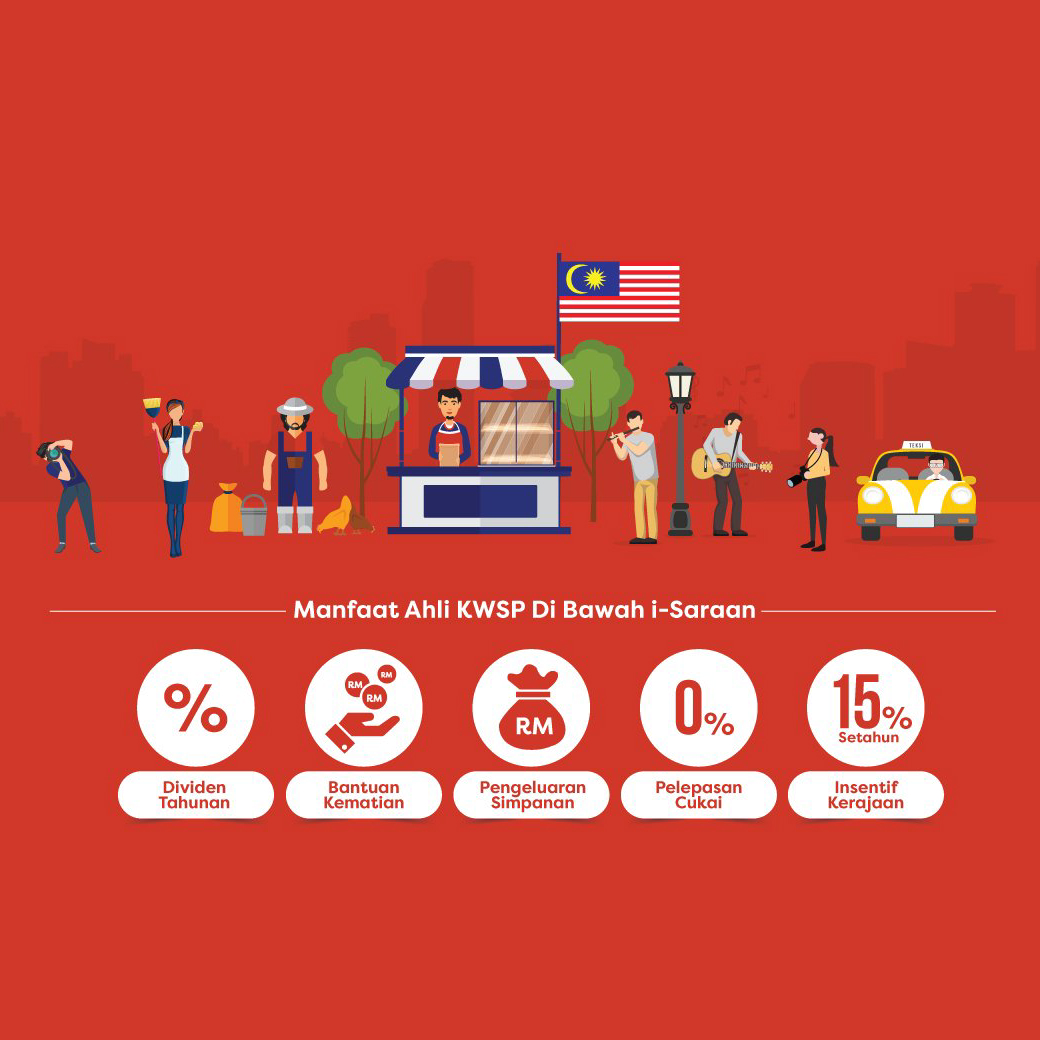 TEKSI
Manfaat Ahli KWSP Di Bawah i-Saraan
%
RM
RM
RM
RM
0%
15%
Setahun
Dividen
Tahunan
Bantuan
Kematian
Pengeluaran
Simpanan
Pelepasan
Cukai
Insentif
Kerajaan